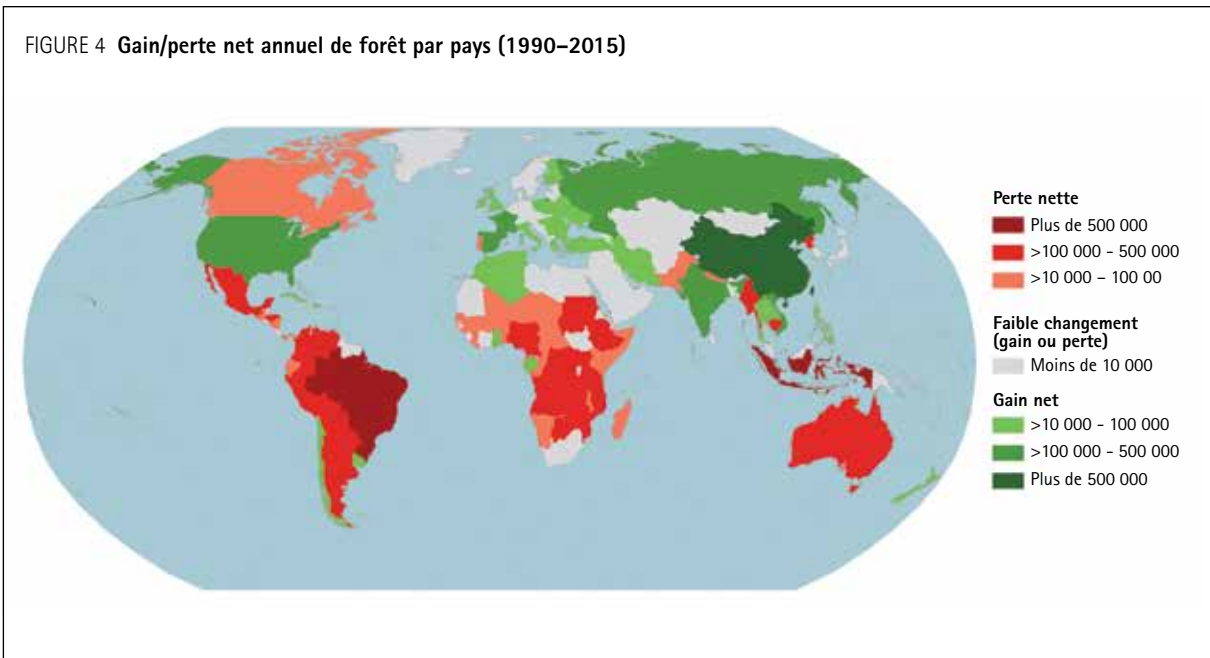 FIGURE 4 Gain/perte net annuel de forêt par pays (1990–2015)
Perte nette
Plus de 500 000
>100 000 - 500 000
>10 000 – 100 00
Faible changement
(gain ou perte)
Moins de 10 000
Gain net
>10 000 - 100 000
>100 000 - 500 000
Plus de 500 000